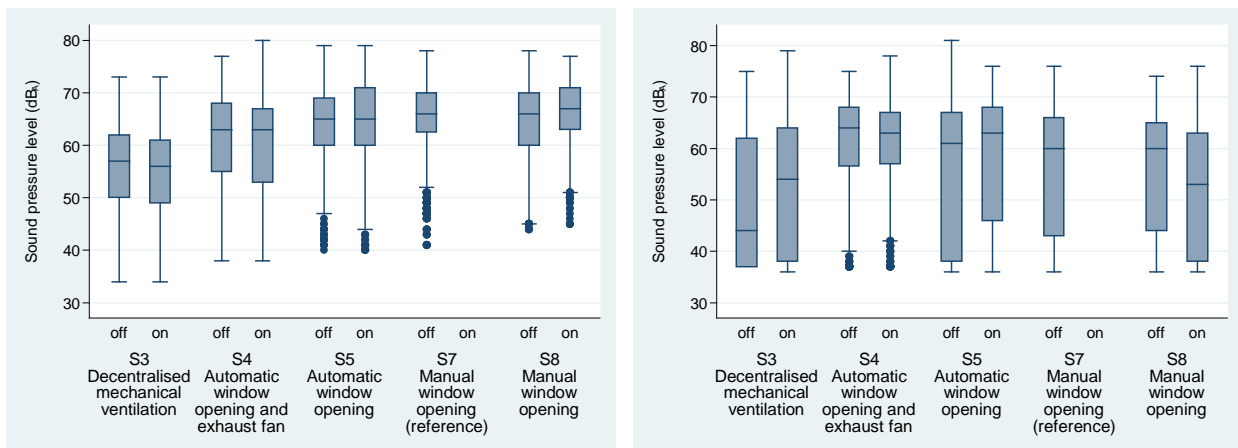 Sound pressure level (dBA)
80
70
60
50
40
30
off on off on off on off on off on
S3 S4 S5 S7 S8
Decentralised Automatic Automatic Manual Manual
mechanical window window window window
ventilation opening and opening opening opening
exhaust fan (reference)
Sound pressure level (dBA)
80
70
60
50
40
30
off on off on off on off on off on
S3 S4 S5 S7 S8
Decentralised Automatic Automatic Manual Manual
mechanical window window window window
ventilation opening and opening opening opening
exhaust fan (reference)